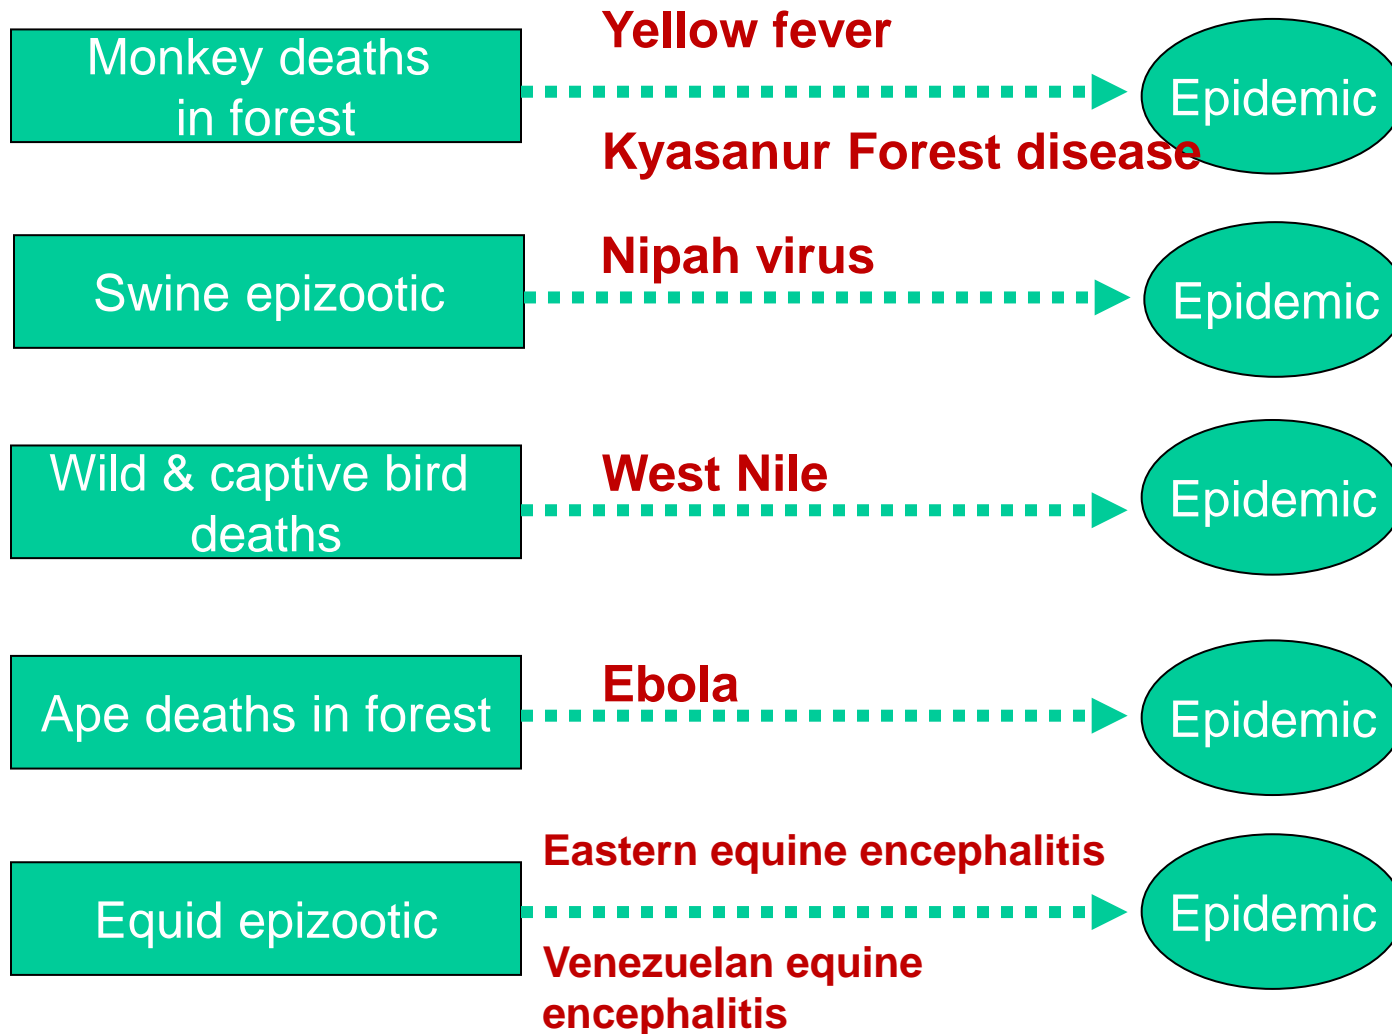 Monkey deaths
in forest
Yellow fever
Kyasanur Forest disease
Epidemic
Swine epizootic
Nipah virus
Epidemic
Wild & captive bird
deaths
West Nile
Epidemic
Ape deaths in forest
Ebola
Epidemic
Equid epizootic
Eastern equine encephalitis
Venezuelan equine
encephalitis
Epidemic